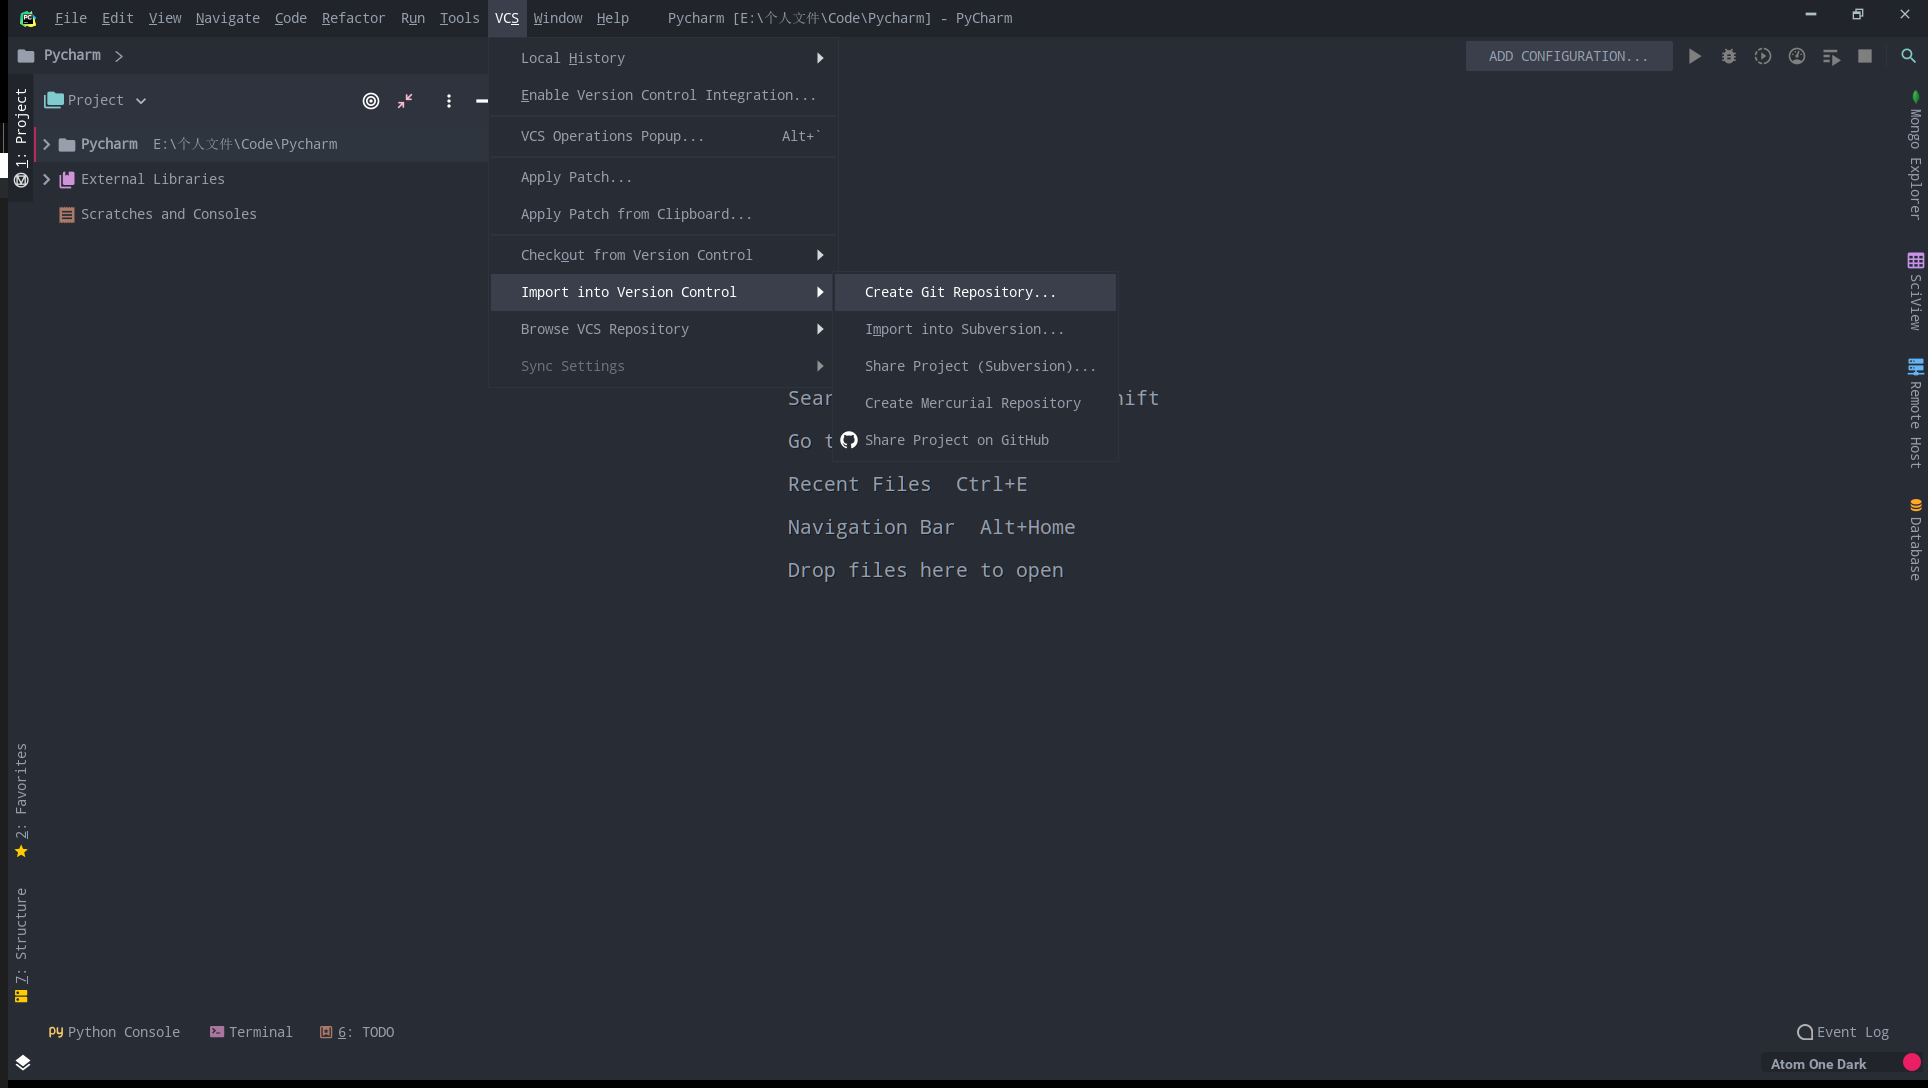 File Edit View Navigate Code Refactor Run Tools VCS Window Help Pycharm [E:\个人文件\Code\Pycharm] - PyCharm
Pycharm
ADD CONFIGURATION...
Project
Pycharm E:\个人文件\Code\Pycharm
External Libraries
Scratches and Consoles
Local History
Enable Version Control Integration...
VCS Operations Popup... Alt+`
Apply Patch...
Apply Patch from Clipboard...
Checkout from Version Control
Import into Version Control
Browse VCS Repository
Sync Settings
Create Git Repository...
Import into Subversion...
Share Project (Subversion)...
Create Mercurial Repository
Share Project on GitHub
Recent Files Ctrl+E
Navigation Bar Alt+Home
Drop files here to open
1: Project
2: Favorites
7: Structure
Mongo Explorer
SciView
Remote Host
Database
Python Console Terminal 6: TODO
Event Log
Atom One Dark